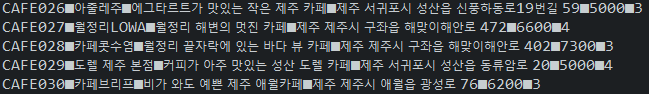 CAFE026■아줄레주■에그타르트가 맛있는 작은 제주 카페■제주 서귀포시 성산읍 신풍하동로19번길 59■5000■3
CAFE027■월정리LOWA■월정리 해변의 멋진 카페■제주 제주시 구좌읍 해맞이해안로 472■6600■4
CAFE028■카페콧수염■월정리 끝자락에 있는 바다 뷰 카페■제주 제주시 구좌읍 해맞이해안로 402■7300■3
CAFE029■도렐 제주 본점■커피가 아주 맛있는 성산 도렐 카페■제주 서귀포시 성산읍 동류암로 20■5000■4
CAFE030■카페브리프■비가 와도 예쁜 제주 애월카페■제주 제주시 애월읍 광성로 76■6200■3